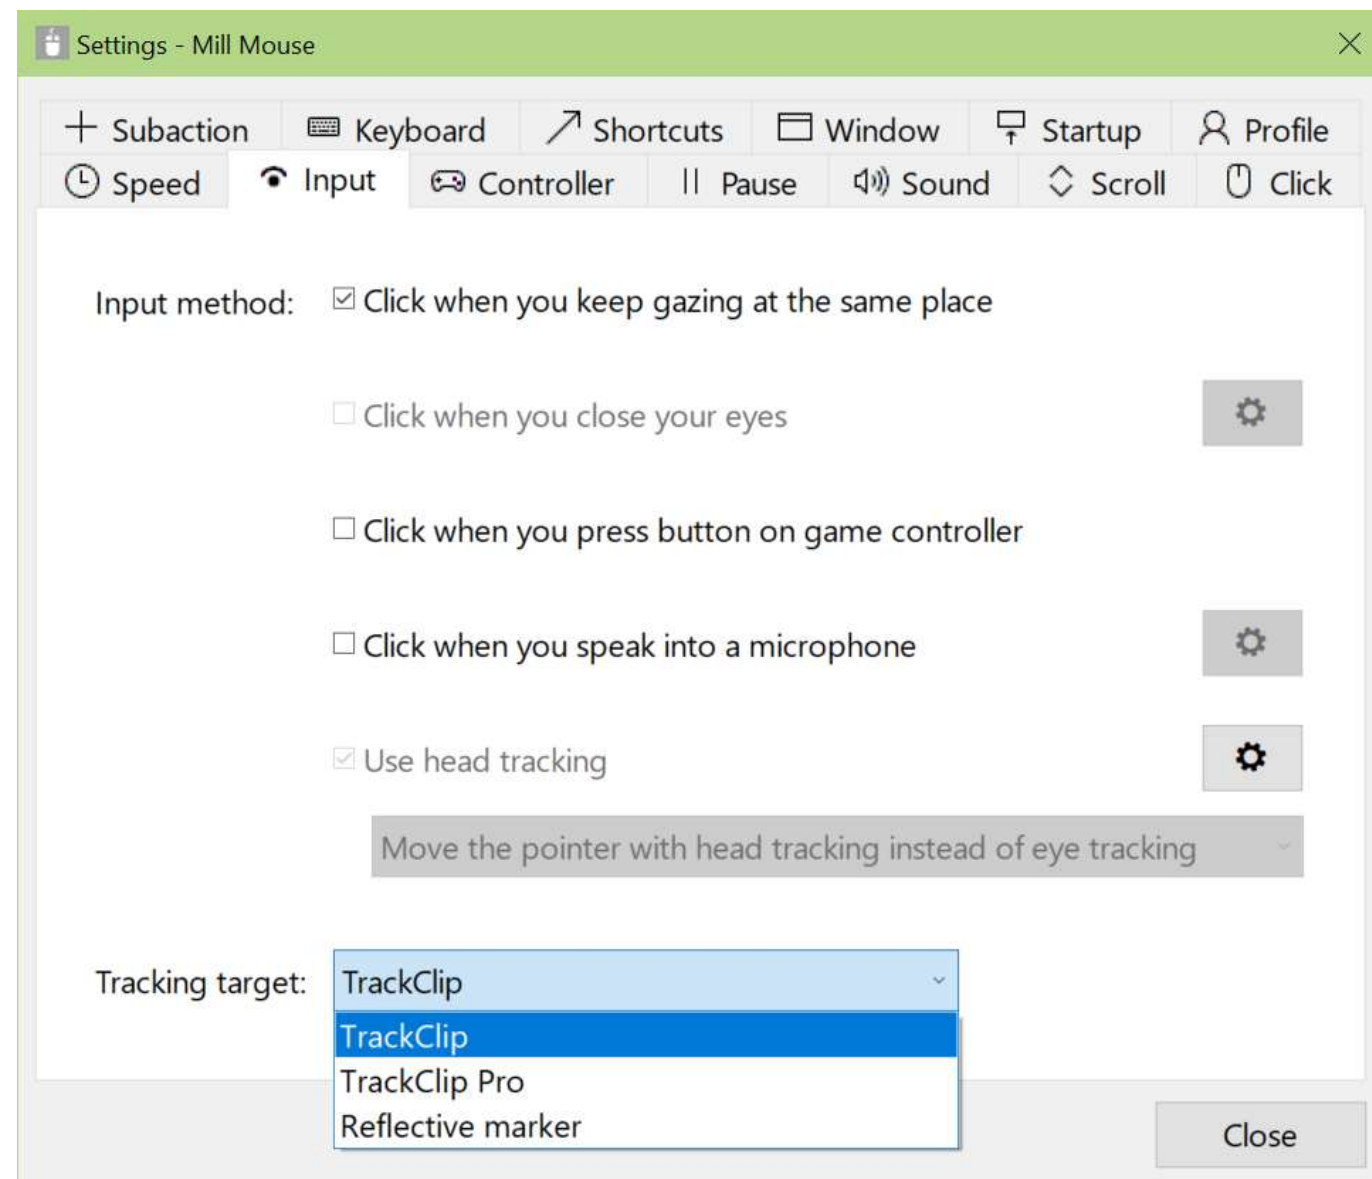 Settings - Mill Mouse
Subaction Keyboard Shortcuts Window Startup Profile
Speed Input Controller Pause Sound Scroll Click
Input method: Click when you keep gazing at the same place
Click when you close your eyes
Click when you press button on game controller
Click when you speak into a microphone
Use head tracking
Move the pointer with head tracking instead of eye tracking
Tracking target: TrackClip
TrackClip
TrackClip Pro
Reflective marker
Close